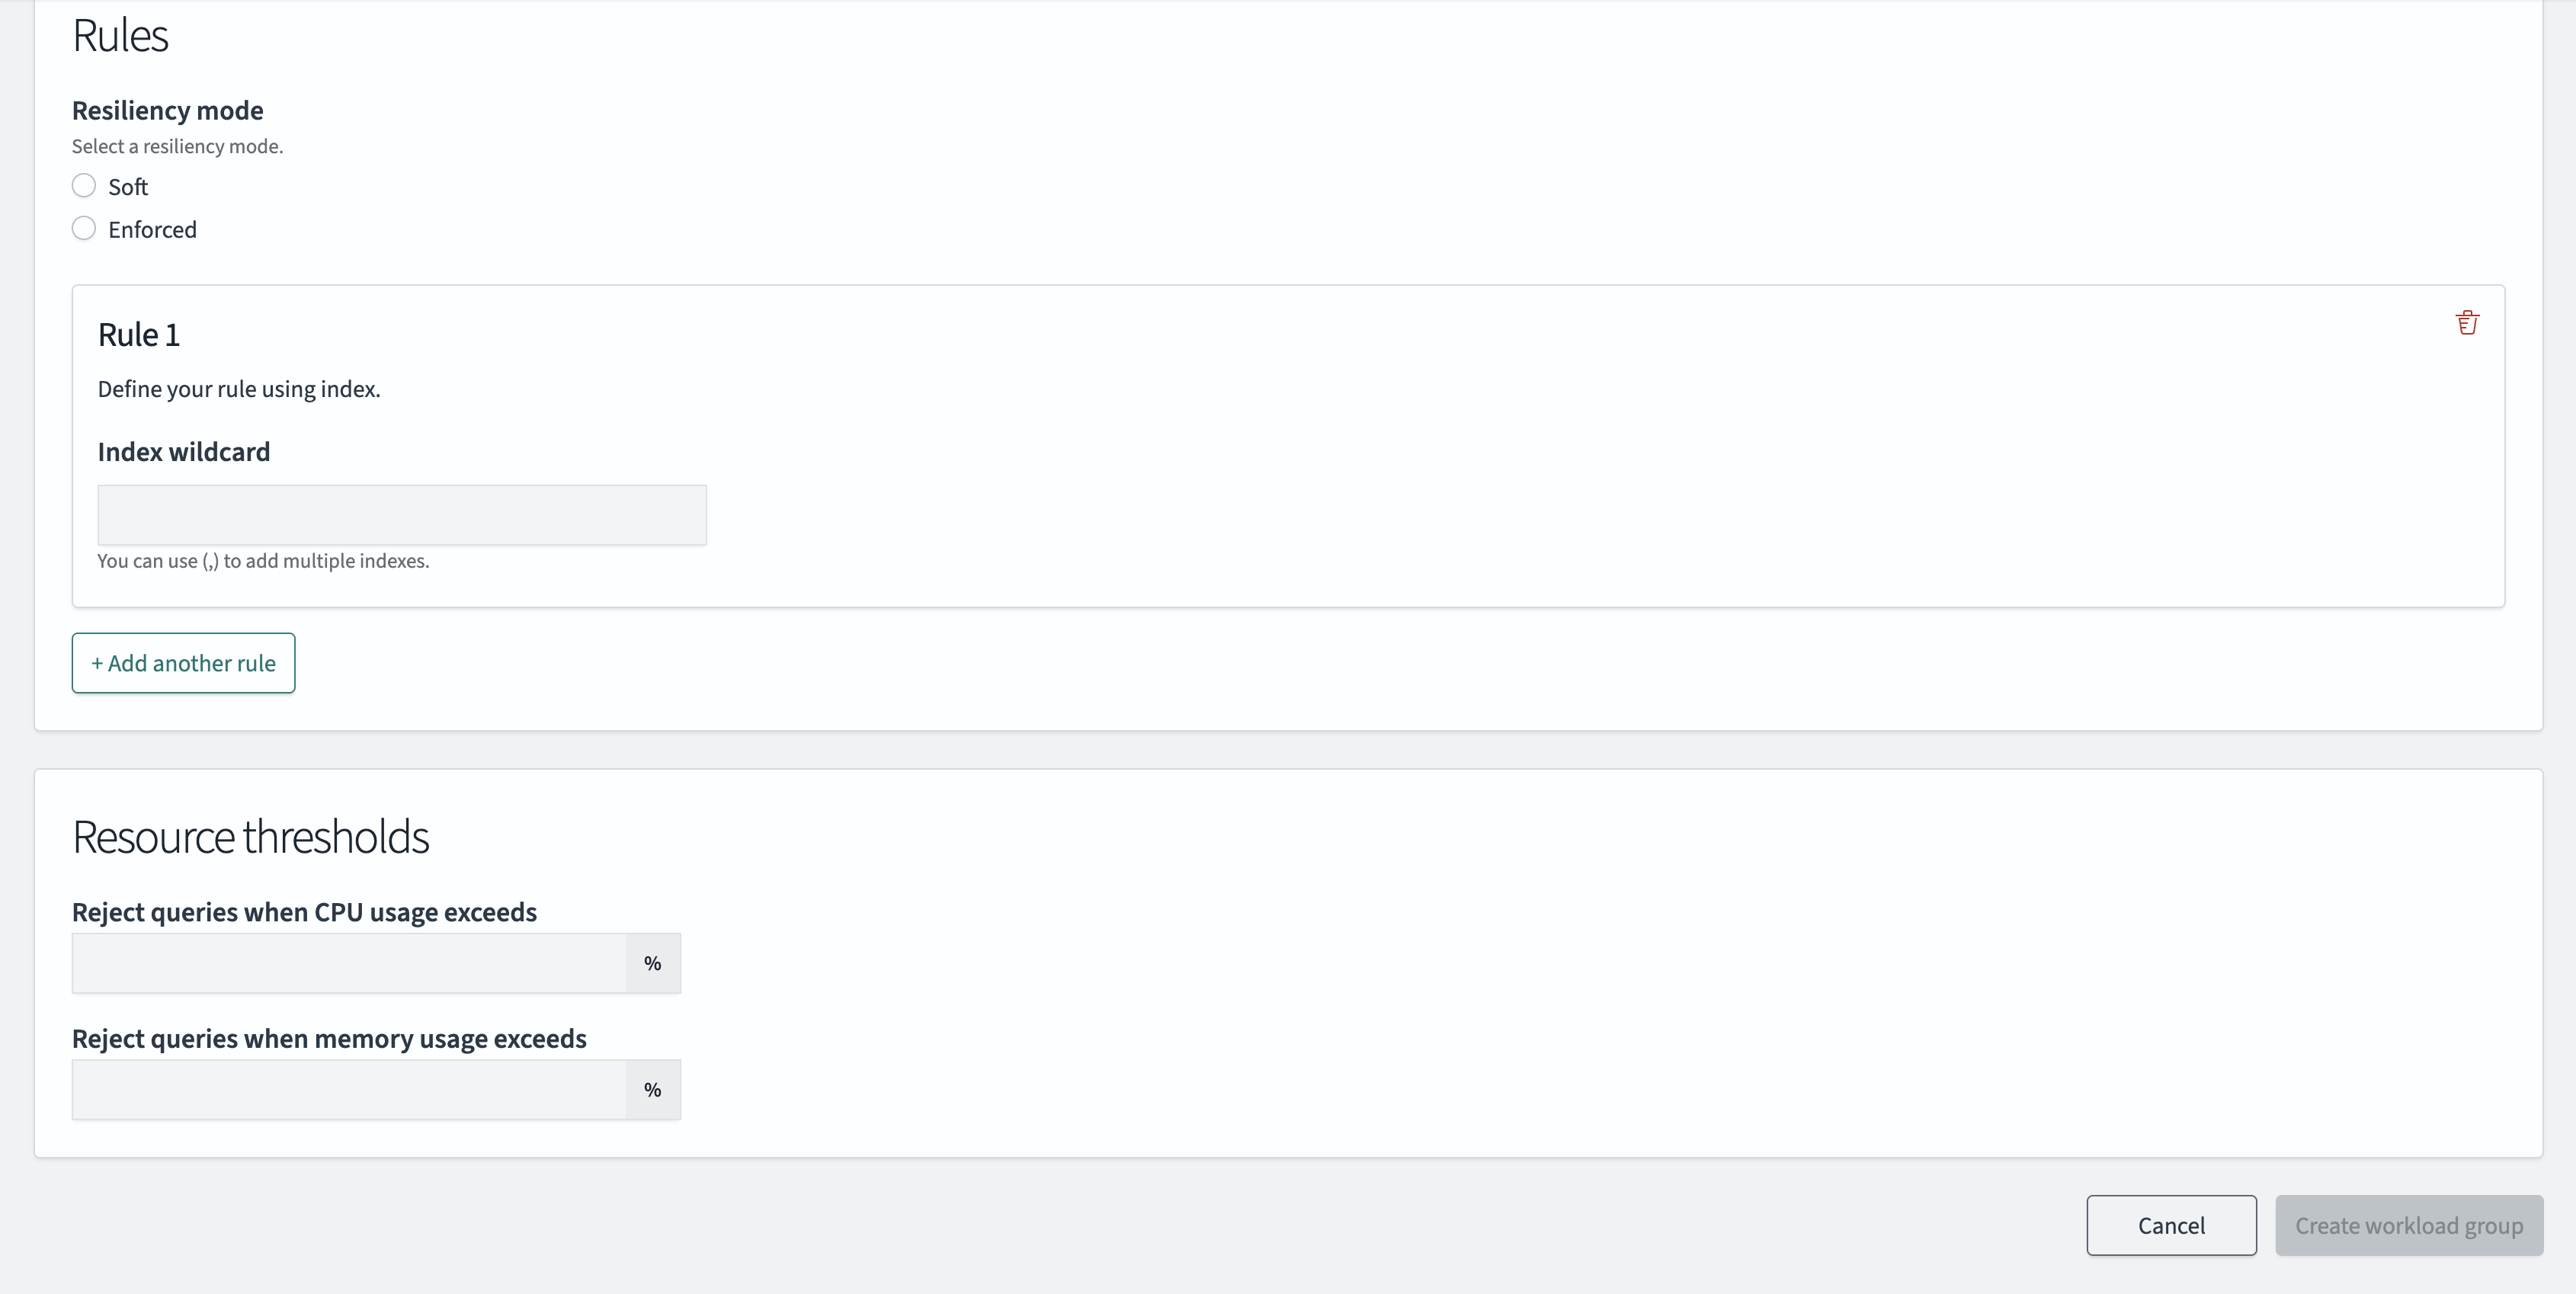 Rules
Resiliency mode
Select a resiliency mode.
Soft
Enforced
Rule 1
Define your rule using index.
Index wildcard
You can use (,) to add multiple indexes.
+ Add another rule
Resource thresholds
Reject queries when CPU usage exceeds
%
Reject queries when memory usage exceeds
%
Cancel
Create workload group